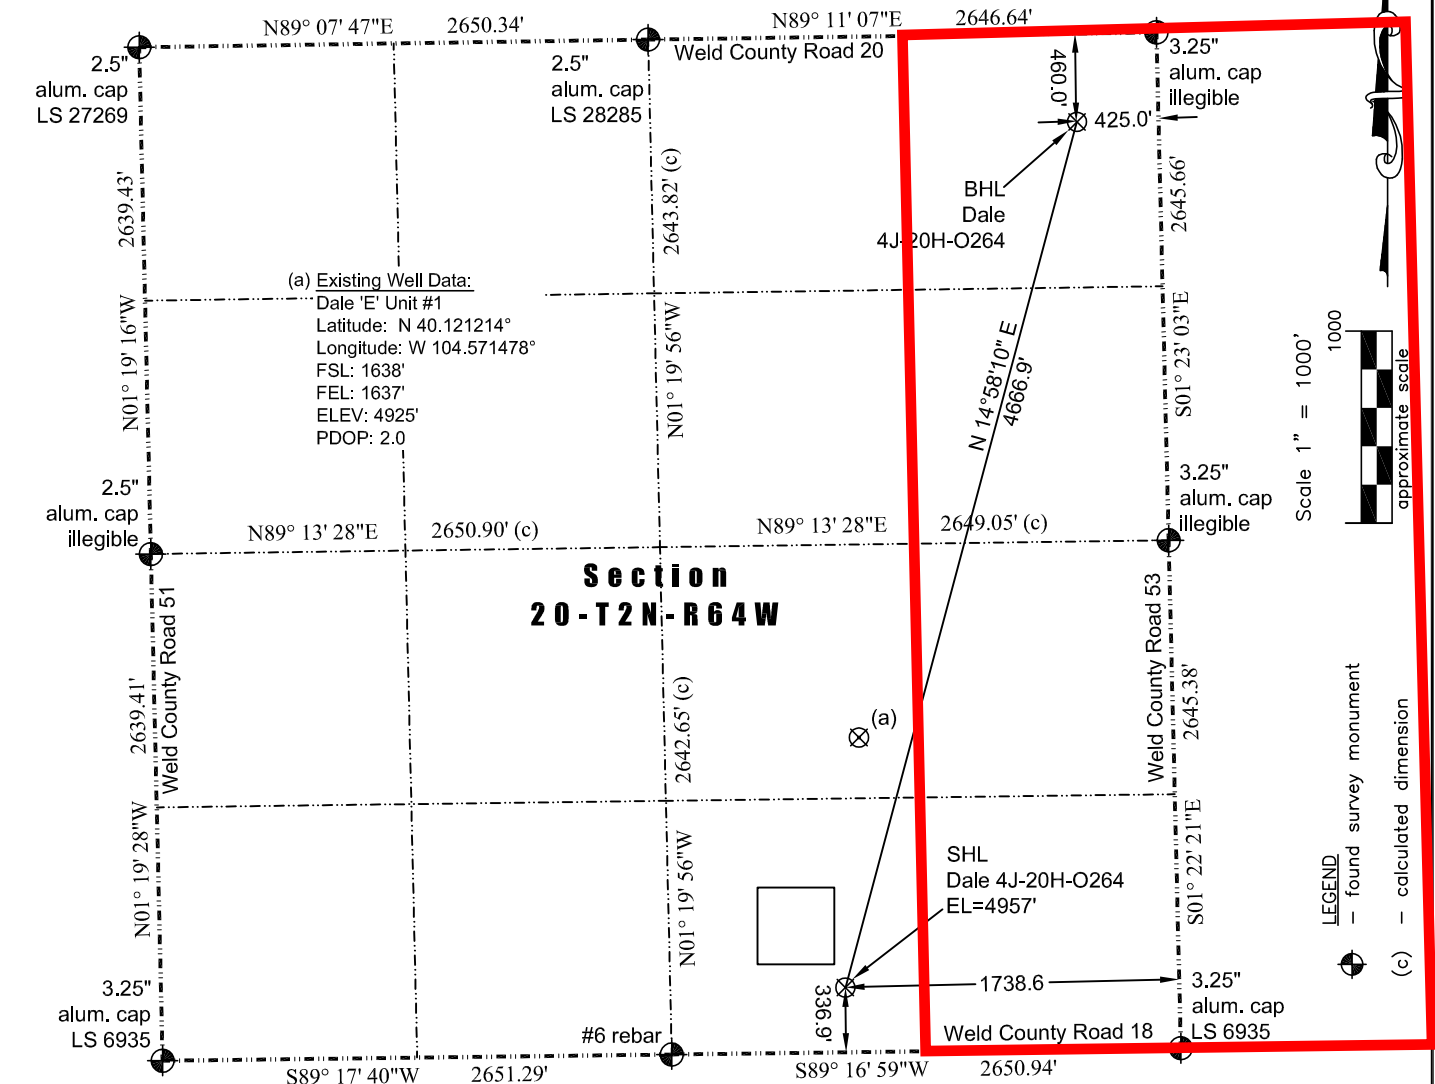 N89° 07' 47"E 2650.34'
N89° 11' 07"E 2646.64'
Weld County Road 20
2.5"
alum. cap
LS 27269
2.5"
alum. cap
LS 28285
3.25"
alum. cap
illegible
460.0'
425.0'
BHL
Dale
4J-20H-O264
2639.43'
N01° 19' 16"W
2643.82' (c)
N01° 19' 56"W
2645.66'
S01° 23' 03"E
(a) Existing Well Data:
Dale 'E' Unit #1
Latitude: N 40.121214°
Longitude: W 104.571478°
FSL: 1638'
FEL: 1637'
ELEV: 4925'
PDOP: 2.0
N 14°58'10" E
4666.9'
1000
Scale 1" = 1000'
approximate scale
2.5"
alum. cap
illegible
3.25"
alum. cap
illegible
N89° 13' 28"E 2650.90' (c)
N89° 13' 28"E 2649.05' (c)
Section
20-T2N-R64W
Weld County Road 51
2639.41'
N01° 19' 28"W
2642.65' (c)
N01° 19' 56"W
(a)
Weld County Road 53
2645.38'
S01° 22' 21"E
SHL
Dale 4J-20H-O264
EL=4957'
1738.6
336.9'
LEGEND
– found survey monument
(c) – calculated dimension
3.25"
alum. cap
LS 6935
#6 rebar
Weld County Road 18
3.25"
alum. cap
LS 6935
S89° 17' 40"W 2651.29'
S89° 16' 59"W 2650.94'